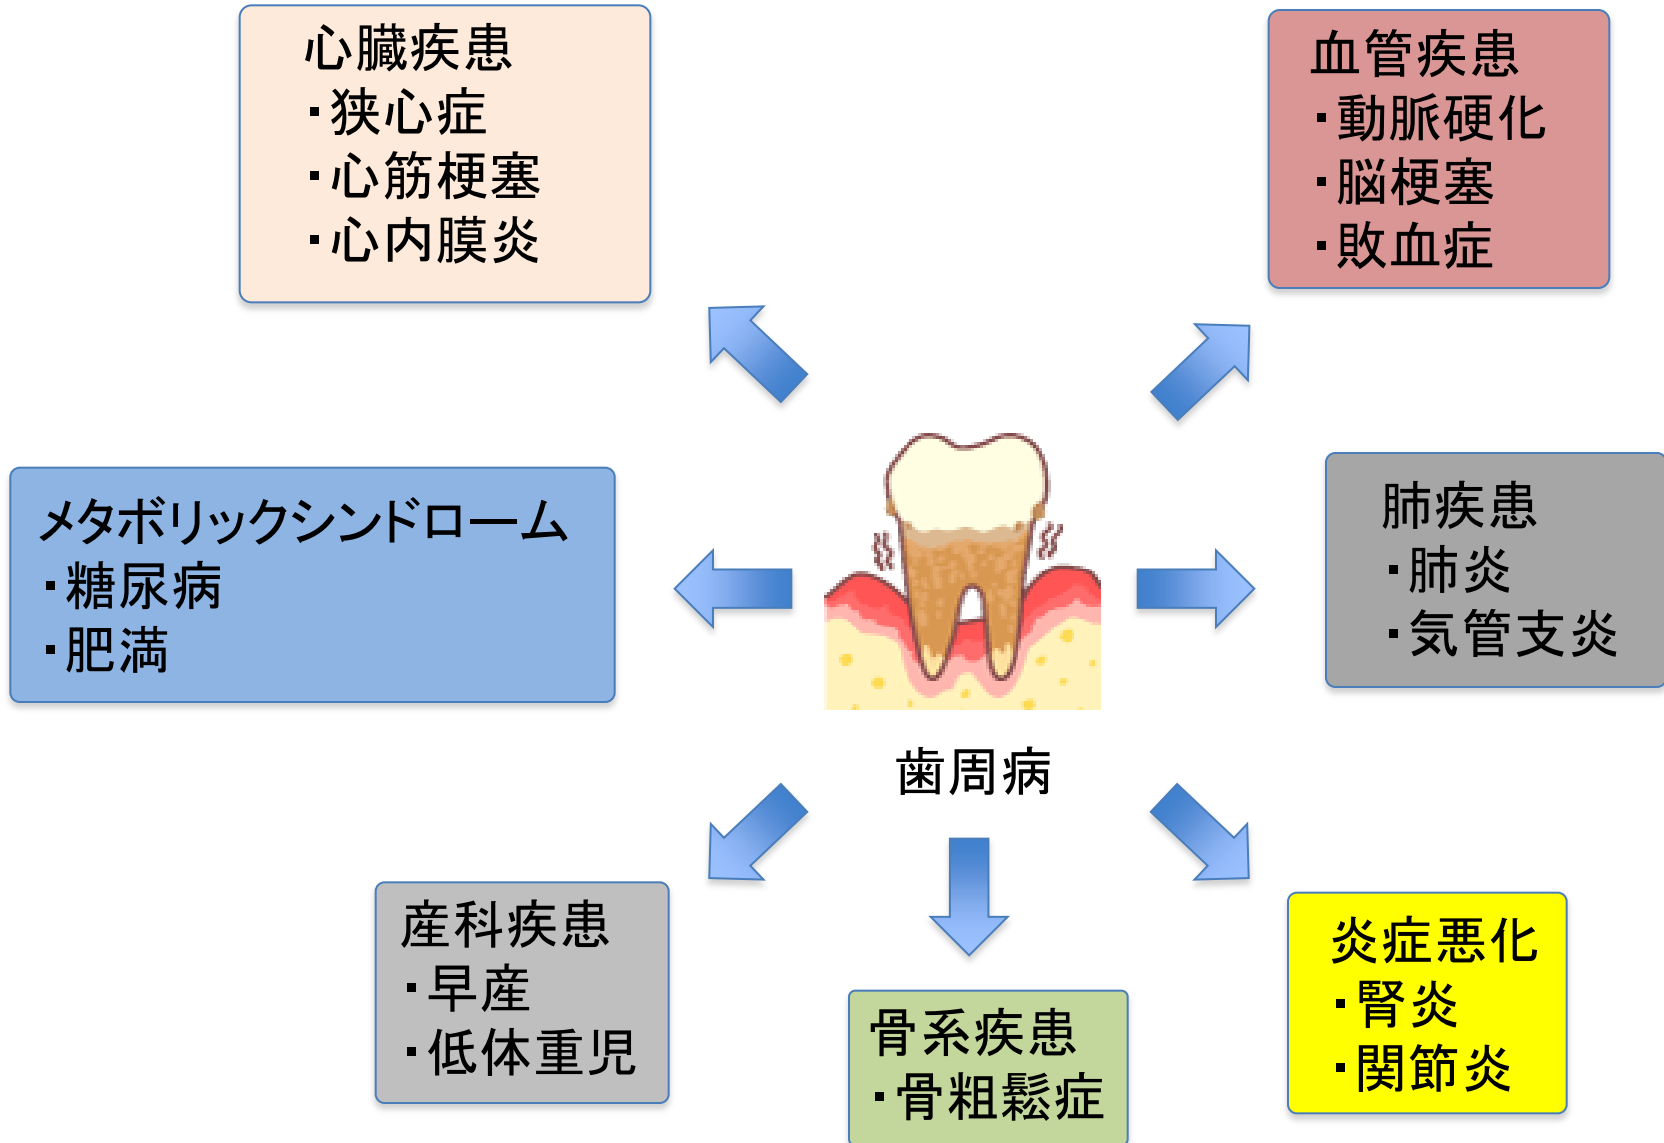 心臓疾患
・狭心症
・心筋梗塞
・心内膜炎
血管疾患
・動脈硬化
・脳梗塞
・敗血症
メタボリックシンドローム
・糖尿病
・肥満
肺疾患
・肺炎
・気管支炎
歯周病
産科疾患
・早産
・低体重児
骨系疾患
・骨粗鬆症
炎症悪化
・腎炎
・関節炎